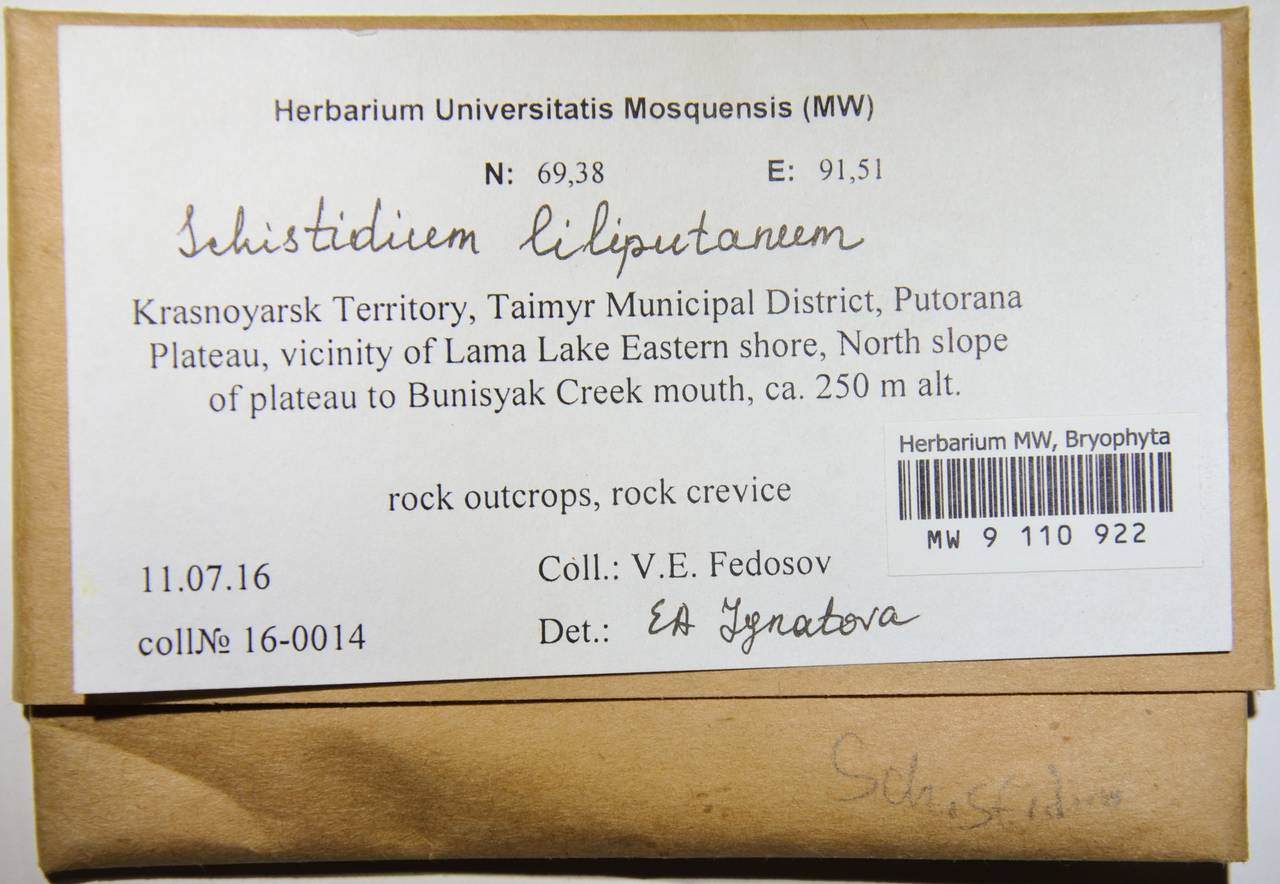 Herbarium Universitatis Mosquensis (MW)
N: 69,38 E: 91,51
Schistidium liliputaneum
Krasnoyarsk Territory, Taimyr Municipal District, Putorana
Plateau, vicinity of Lama Lake Eastern shore, North slope
of plateau to Bunisyak Creek mouth, ca. 250 m alt.
Herbarium MW, Bryophyta
MW 9 110 922
rock outcrops, rock crevice
11.07.16 Coll.: V.E. Fedosov
coll№ 16-0014 Det.: EA Ignatova
Schistidium